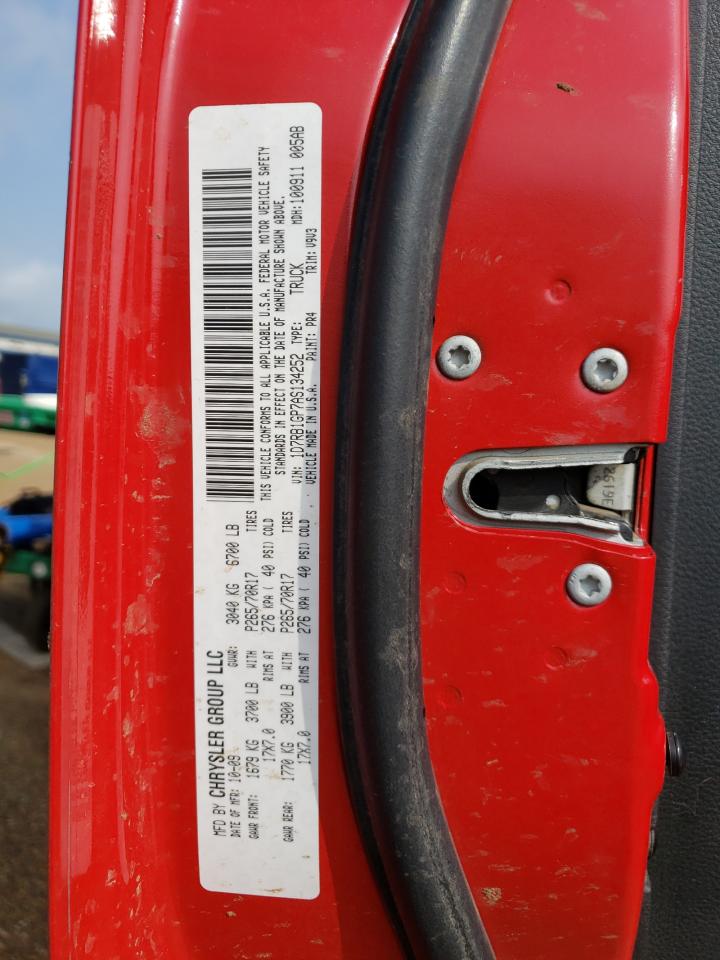 MFD BY CHRYSLER GROUP LLC
DATE OF MFR: 10-09 GVWR: 3040 KG 6700 LB
GAWR FRONT: 1679 KG 3700 LB WITH P265/70R17 TIRES
17X7.0 RIMS AT 276 KPA ( 40 PSI) COLD
GAWR REAR: 1770 KG 3900 LB WITH P265/70R17 TIRES
17X7.0 RIMS AT 276 KPA ( 40 PSI) COLD
THIS VEHICLE CONFORMS TO ALL APPLICABLE U.S.A. FEDERAL MOTOR VEHICLE SAFETY
STANDARDS IN EFFECT ON THE DATE OF MANUFACTURE SHOWN ABOVE.
VIN: 1D7RB1GP7AS134252 TYPE: TRUCK MDH:100911 005AB
VEHICLE MADE IN U.S.A. PAINT: PR4 TRIM: V9V3